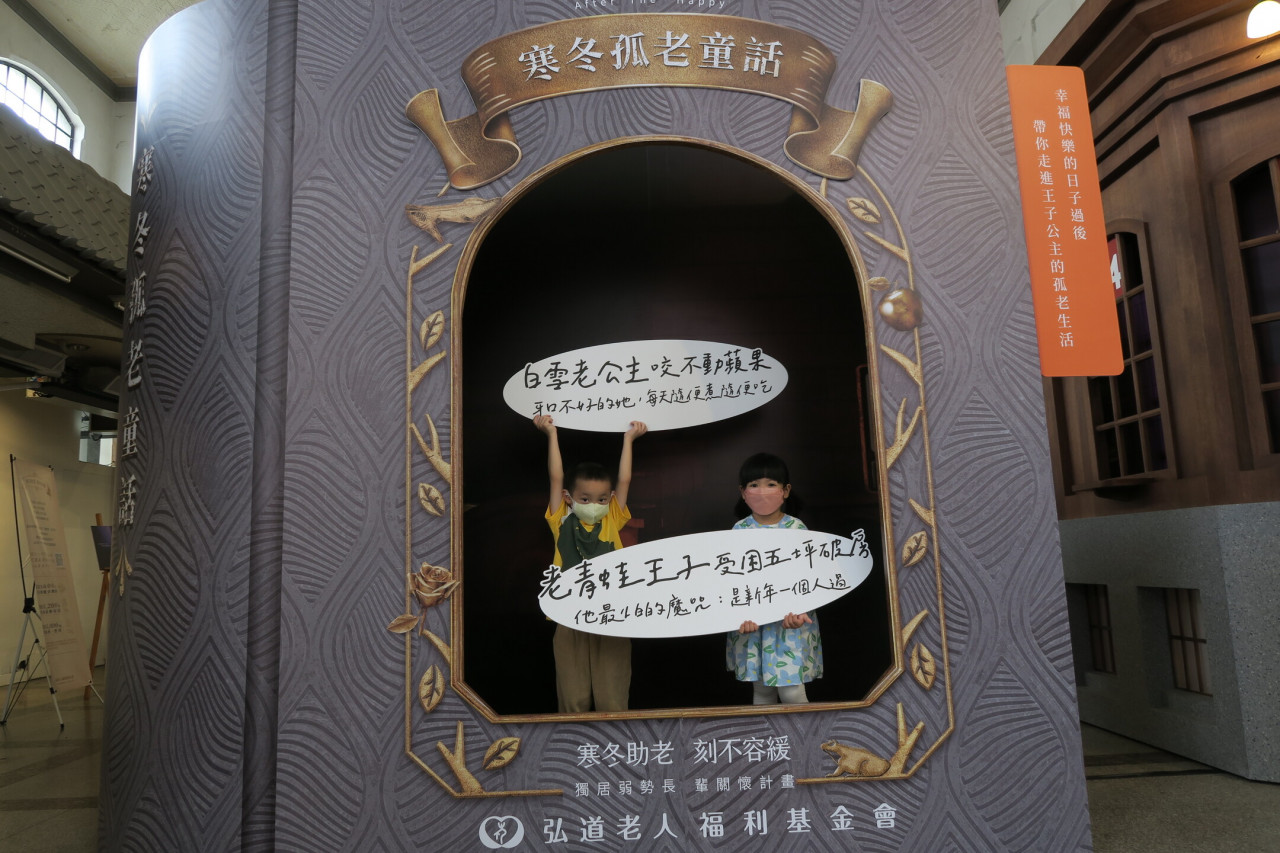 After The Happy
寒冬孤老童話
寒冬孤老童話
幸福快樂的日子過後
帶你走進王子公主的孤老生活
4
白雪老公主咬不動蘋果
牙口不好的她，每天隨便煮隨便吃
老青蛙王子受困五坪破房
他最怕的魔咒：是新年一個人過
寒冬助老 刻不容緩
獨居弱勢長輩關懷計畫
弘道老人福利基金會